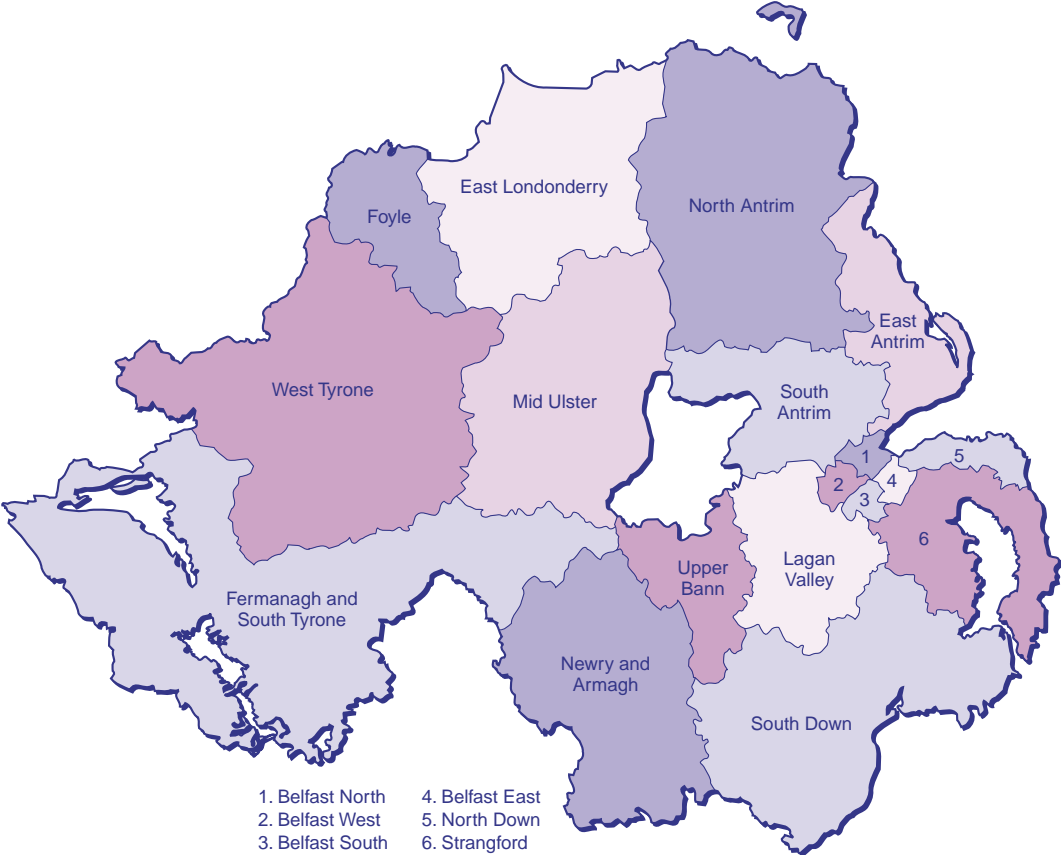 East Londonderry
North Antrim
Foyle
East
Antrim
West Tyrone
Mid Ulster
South
Antrim
1
5
2
4
3
6
Upper
Bann
Lagan
Valley
Fermanagh and
South Tyrone
Newry and
Armagh
South Down
1. Belfast North
2. Belfast West
3. Belfast South
4. Belfast East
5. North Down
6. Strangford